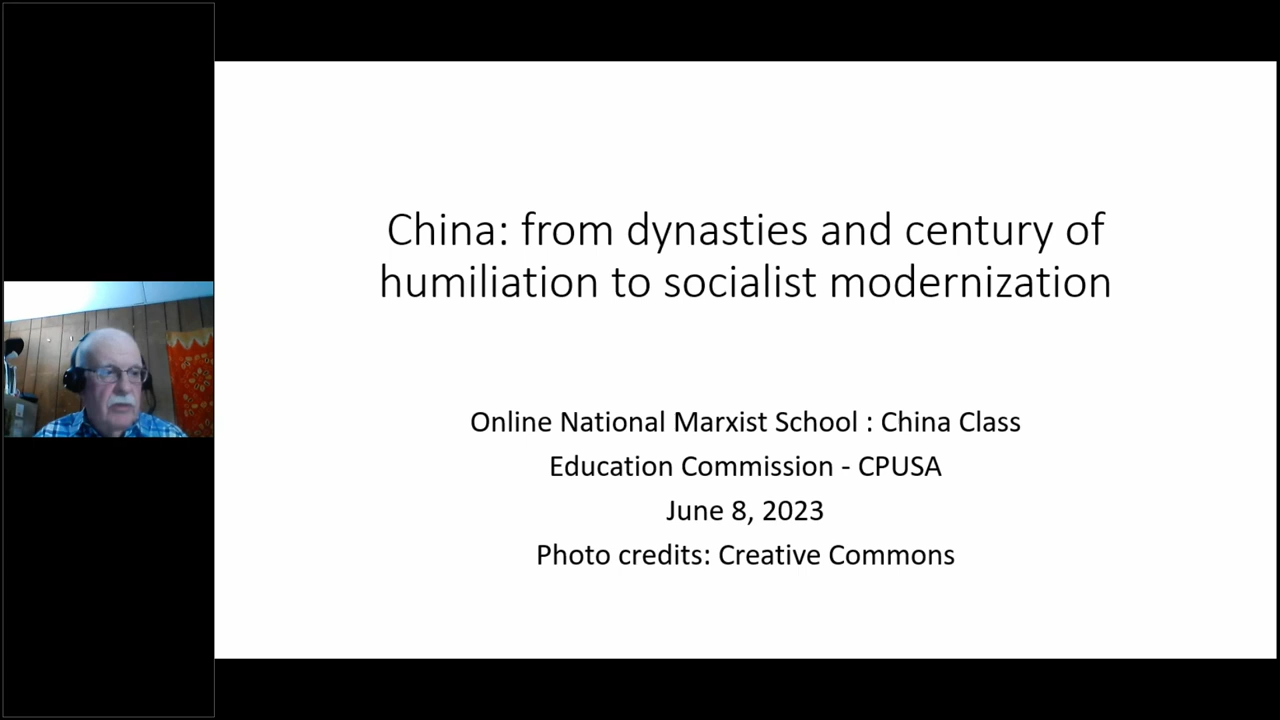 China: from dynasties and century of
humiliation to socialist modernization
Online National Marxist School : China Class
Education Commission - CPUSA
June 8, 2023
Photo credits: Creative Commons